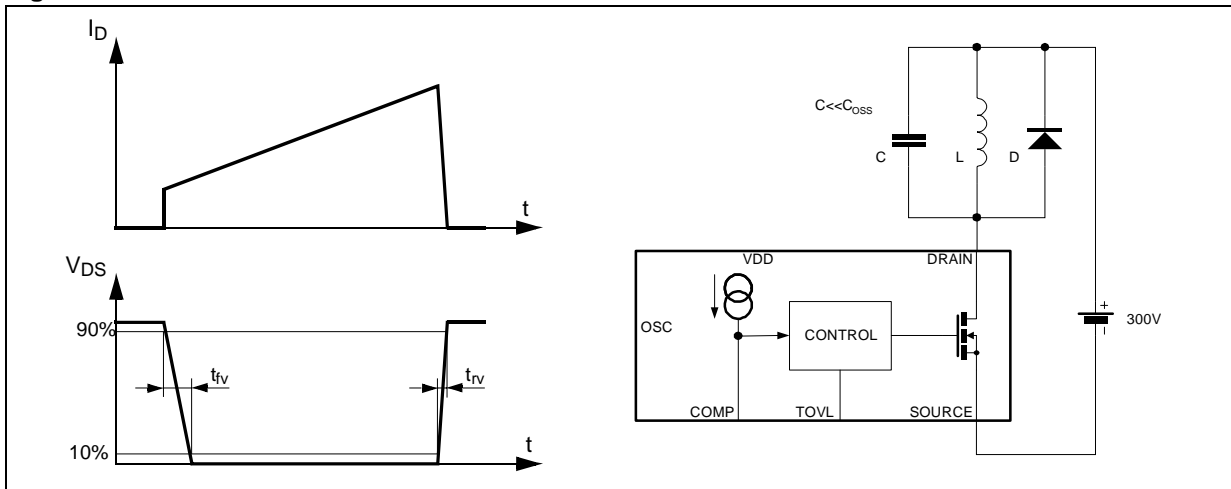 I_D
t
V_DS
90%
t_fv
t_rv
10%
t
C<<C_OSS
C
L
D
VDD
DRAIN
OSC
CONTROL
COMP
TOVL
SOURCE
+
300V
-